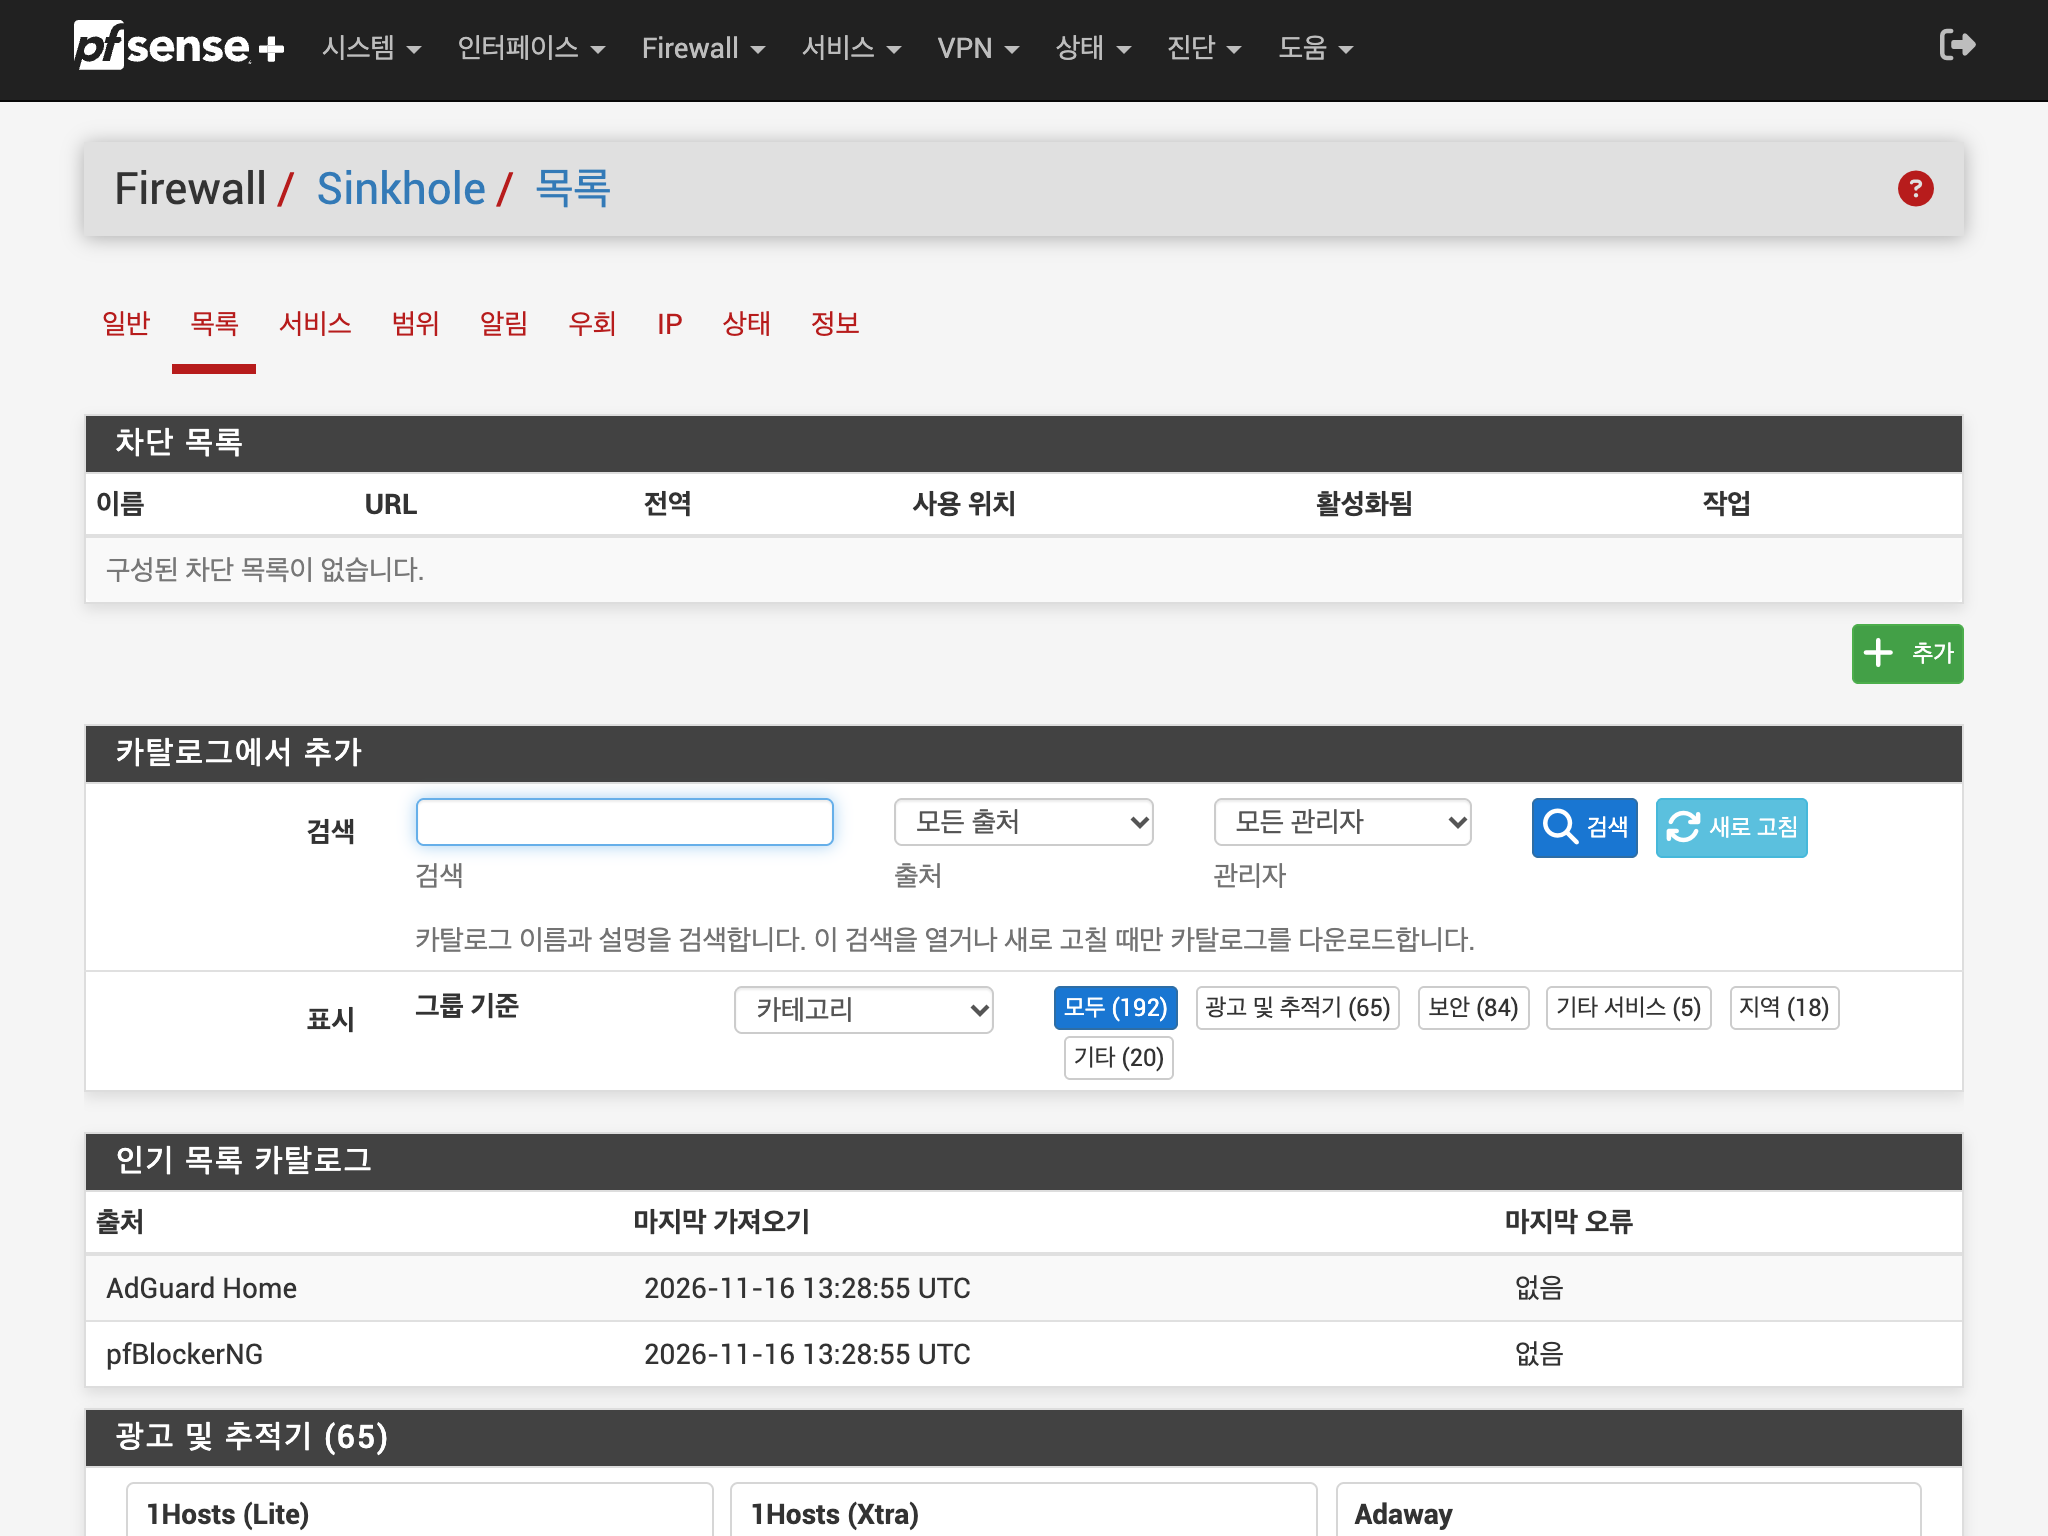 pfsense+ 시스템 인터페이스 Firewall 서비스 VPN 상태 진단 도움
Firewall / Sinkhole / 목록 ?
일반 목록 서비스 범위 알림 우회 IP 상태 정보
차단 목록
이름 URL 전역 사용 위치 활성화됨 작업
구성된 차단 목록이 없습니다.
추가
카탈로그에서 추가
검색 모든 출처 모든 관리자 검색 새로 고침
검색 출처 관리자
카탈로그 이름과 설명을 검색합니다. 이 검색을 열거나 새로 고칠 때만 카탈로그를 다운로드합니다.
표시 그룹 기준 카테고리 모두 (192) 광고 및 추적기 (65) 보안 (84) 기타 서비스 (5) 지역 (18)
기타 (20)
인기 목록 카탈로그
출처 마지막 가져오기 마지막 오류
AdGuard Home 2026-11-16 13:28:55 UTC 없음
pfBlockerNG 2026-11-16 13:28:55 UTC 없음
광고 및 추적기 (65)
1Hosts (Lite) 1Hosts (Xtra) Adaway